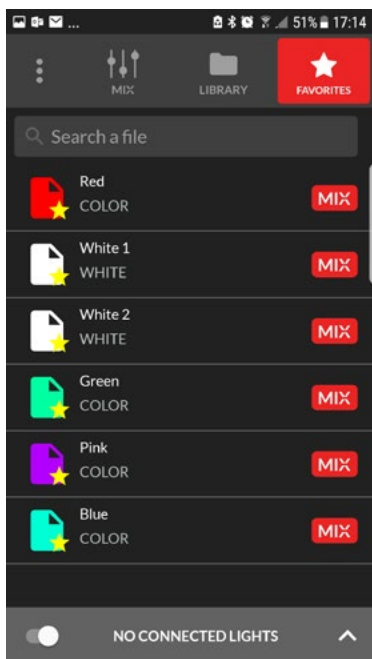 ... 51% 17:14
MIX
LIBRARY
FAVORITES
Search a file
Red
COLOR
MIX
White 1
WHITE
MIX
White 2
WHITE
MIX
Green
COLOR
MIX
Pink
COLOR
MIX
Blue
COLOR
MIX
NO CONNECTED LIGHTS